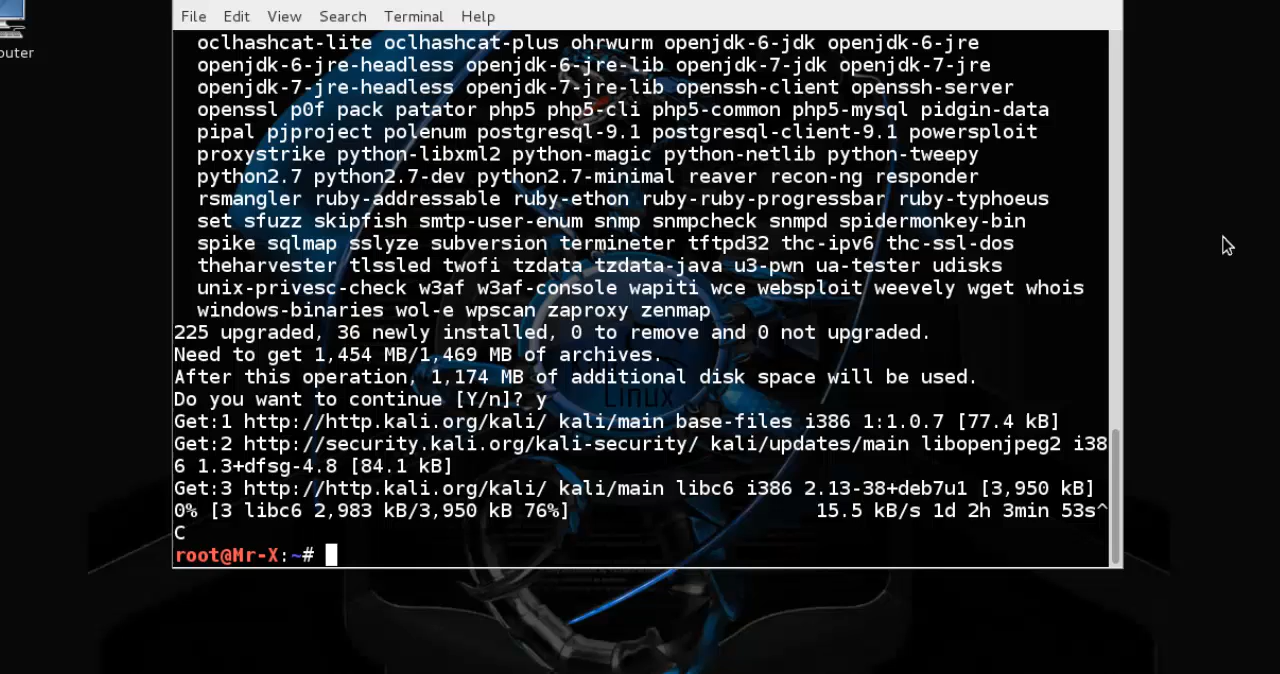 File Edit View Search Terminal Help
puter
oclhashcat-lite oclhashcat-plus ohrwurm openjdk-6-jdk openjdk-6-jre
openjdk-6-jre-headless openjdk-6-jre-lib openjdk-7-jdk openjdk-7-jre
openjdk-7-jre-headless openjdk-7-jre-lib openssh-client openssh-server
openssl p0f pack patator php5 php5-cli php5-common php5-mysql pidgin-data
pipal pjproject polenum postgresql-9.1 postgresql-client-9.1 powersploit
proxystrike python-libxml2 python-magic python-netlib python-tweepy
python2.7 python2.7-dev python2.7-minimal reaver recon-ng responder
rsmangler ruby-addressable ruby-ethon ruby-ruby-progressbar ruby-typhoeus
set sfuzz skipfish smtp-user-enum snmp snmpcheck snmpd spidermonkey-bin
spike sqlmap sslyze subversion termineter tftpd32 thc-ipv6 thc-ssl-dos
theharvester tlssled twofi tzdata tzdata-java u3-pwn ua-tester udisks
unix-privesc-check w3af w3af-console wapiti wce websploit weevely wget whois
windows-binaries wol-e wpscan zaproxy zenmap
225 upgraded, 36 newly installed, 0 to remove and 0 not upgraded.
Need to get 1,454 MB/1,469 MB of archives.
After this operation, 1,174 MB of additional disk space will be used.
Do you want to continue [Y/n]? y
Linux
Get:1 http://http.kali.org/kali/ kali/main base-files i386 1:1.0.7 [77.4 kB]
Get:2 http://security.kali.org/kali-security/ kali/updates/main libopenjpeg2 i38
6 1.3+dfsg-4.8 [84.1 kB]
Get:3 http://http.kali.org/kali/ kali/main libc6 i386 2.13-38+deb7u1 [3,950 kB]
0% [3 libc6 2,983 kB/3,950 kB 76%] 15.5 kB/s 1d 2h 3min 53s^
C
root@Mr-X:~#